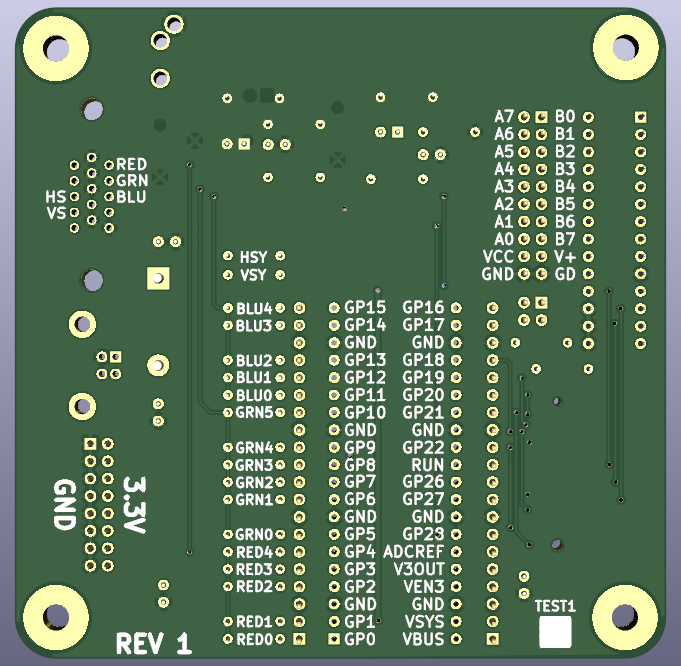 A7 B0
A6 B1
A5 B2
A4 B3
A3 B4
A2 B5
A1 B6
A0 B7
VCC V+
GND GD
RED
GRN
HS BLU
VS
HSY
VSY
BLU4 GP15 GP16
BLU3 GP14 GP17
GND GND
BLU2 GP13 GP18
BLU1 GP12 GP19
BLU0 GP11 GP20
GRN5 GP10 GP21
GND GND
GRN4 GP9 GP22
GRN3 GP8 RUN
GRN2 GP7 GP26
GRN1 GP6 GP27
GND GND
GRN0 GP5 GP28
RED4 GP4 ADCREF
RED3 GP3 V3OUT
RED2 GP2 VEN3
GND GND
RED1 GP1 VSYS
RED0 GP0 VBUS
GND
3.3V
TEST1
REV 1